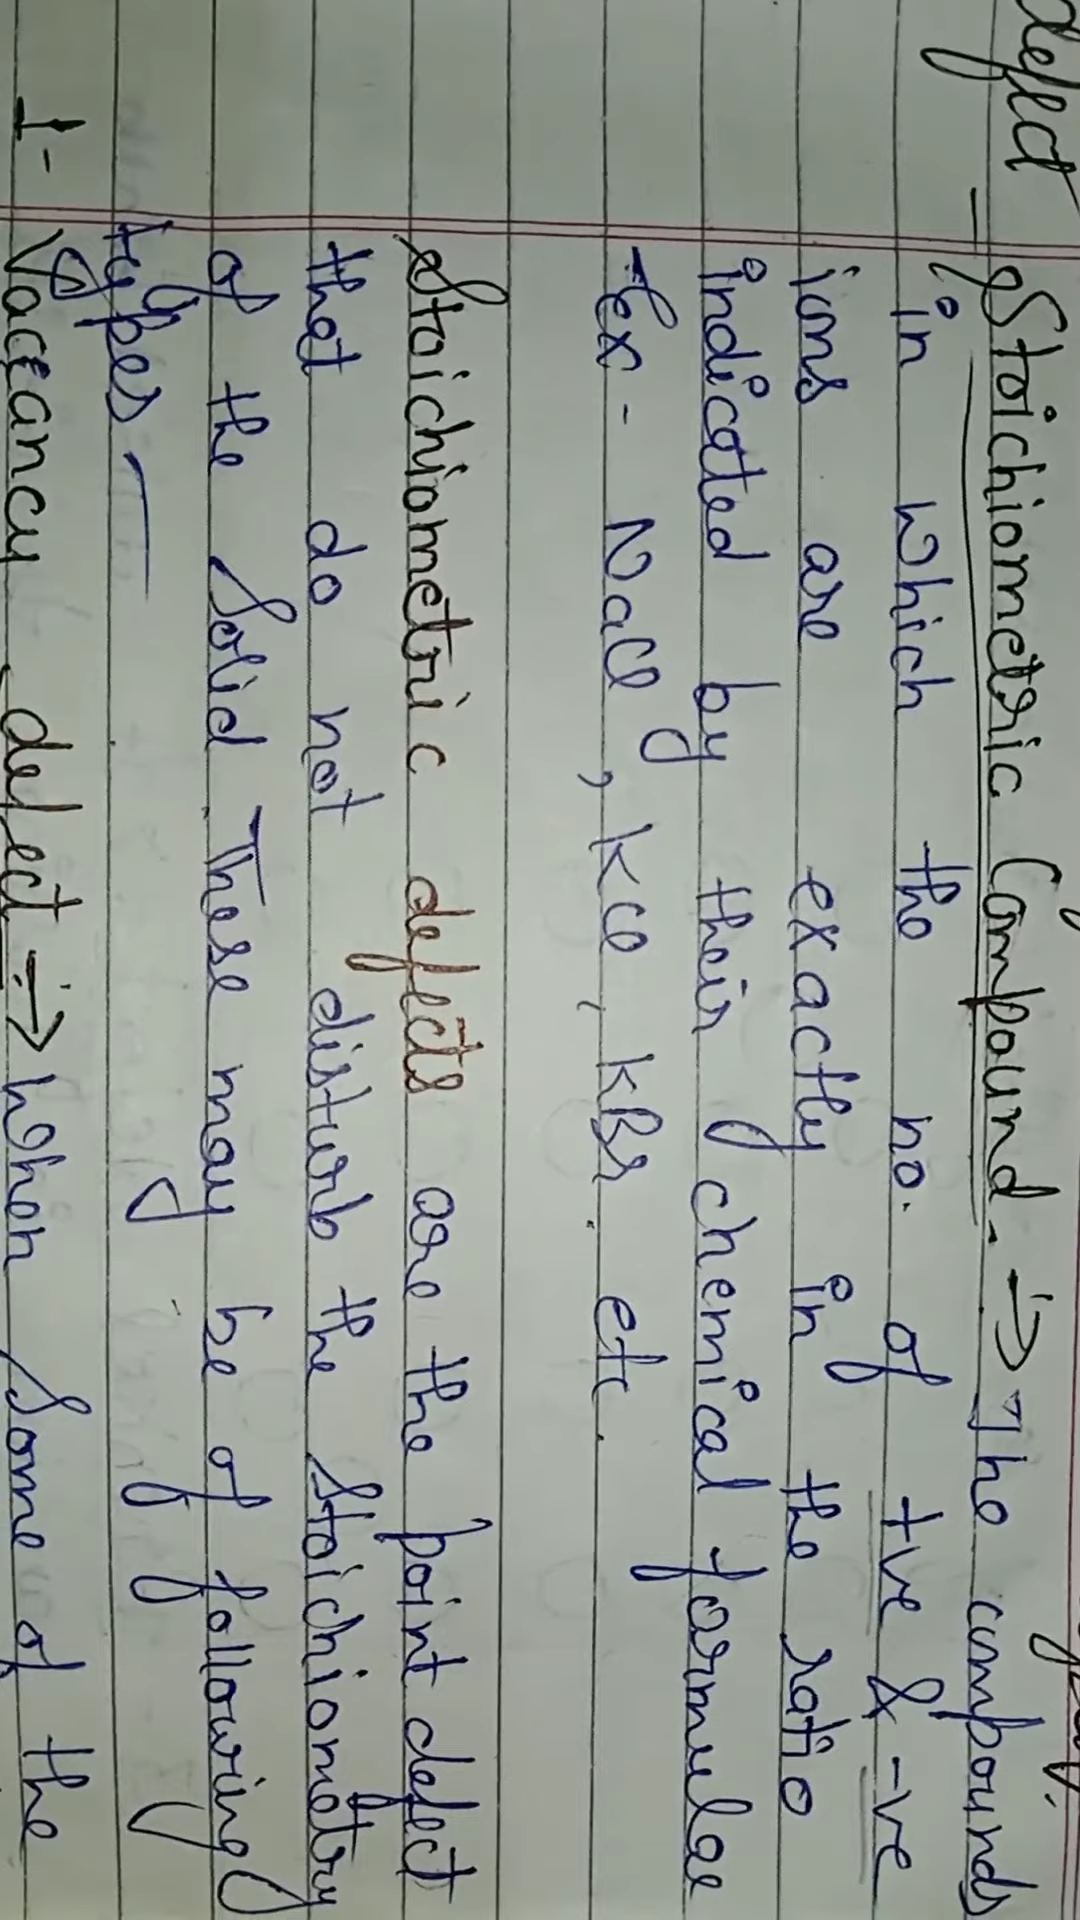 defect - Stoichiometric Compound. → The compounds
in which the no. of +ve & -ve
ions are exactly in the ratio
indicated by their chemical formulae
ex - NaCl, KCl, KBr. etc.
Stoichiometric defects are the point defect
that do not disturb the Stoichiometry
of the Solid. These may be of following
types —
1- Vacancy defect → When Some of the